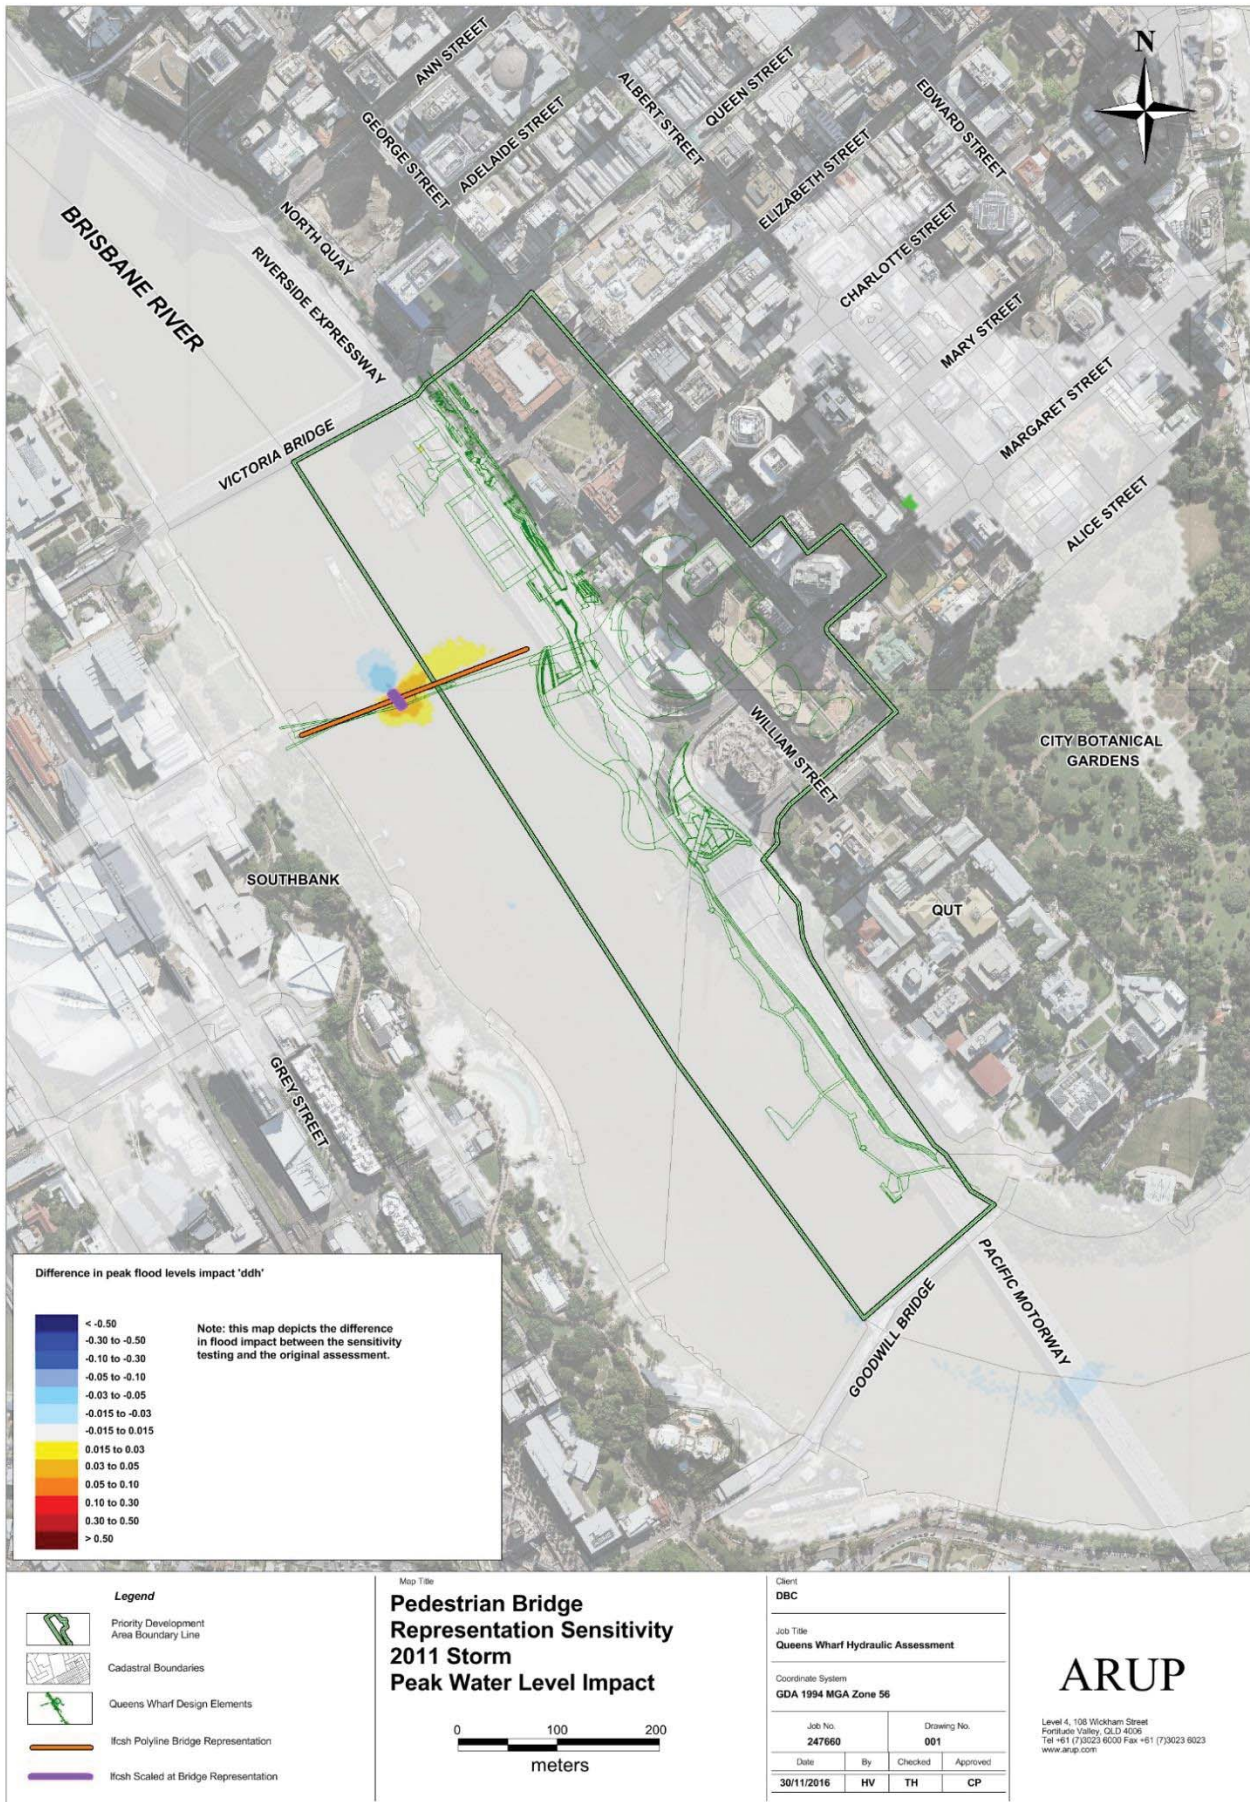 N
ANN STREET
ALBERT STREET
QUEEN STREET
EDWARD STREET
GEORGE STREET
ADELAIDE STREET
ELIZABETH STREET
NORTH QUAY
CHARLOTTE STREET
BRISBANE RIVER
RIVERSIDE EXPRESSWAY
MARY STREET
MARGARET STREET
VICTORIA BRIDGE
ALICE STREET
WILLIAM STREET
CITY BOTANICAL
GARDENS
SOUTHBANK
QUT
GREY STREET
PACIFIC MOTORWAY
GOODWILL BRIDGE
Difference in peak flood levels impact 'ddh'
< -0.50
-0.30 to -0.50
-0.10 to -0.30
-0.05 to -0.10
-0.03 to -0.05
-0.015 to -0.03
-0.015 to 0.015
0.015 to 0.03
0.03 to 0.05
0.05 to 0.10
0.10 to 0.30
0.30 to 0.50
> 0.50
Note: this map depicts the difference
in flood impact between the sensitivity
testing and the original assessment.
Legend
Priority Development
Area Boundary Line
Cadastral Boundaries
Queens Wharf Design Elements
lfcsh Polyline Bridge Representation
lfcsh Scaled at Bridge Representation
Map Title
Pedestrian Bridge
Representation Sensitivity
2011 Storm
Peak Water Level Impact
0 100 200
meters
Client
DBC
Job Title
Queens Wharf Hydraulic Assessment
Coordinate System
GDA 1994 MGA Zone 56
Job No. Drawing No.
247660 001
Date By Checked Approved
30/11/2016 HV TH CP
ARUP
Level 4, 108 Wickham Street
Fortitude Valley, QLD 4006
Tel +61 (7)3023 6000 Fax +61 (7)3023 6023
www.arup.com